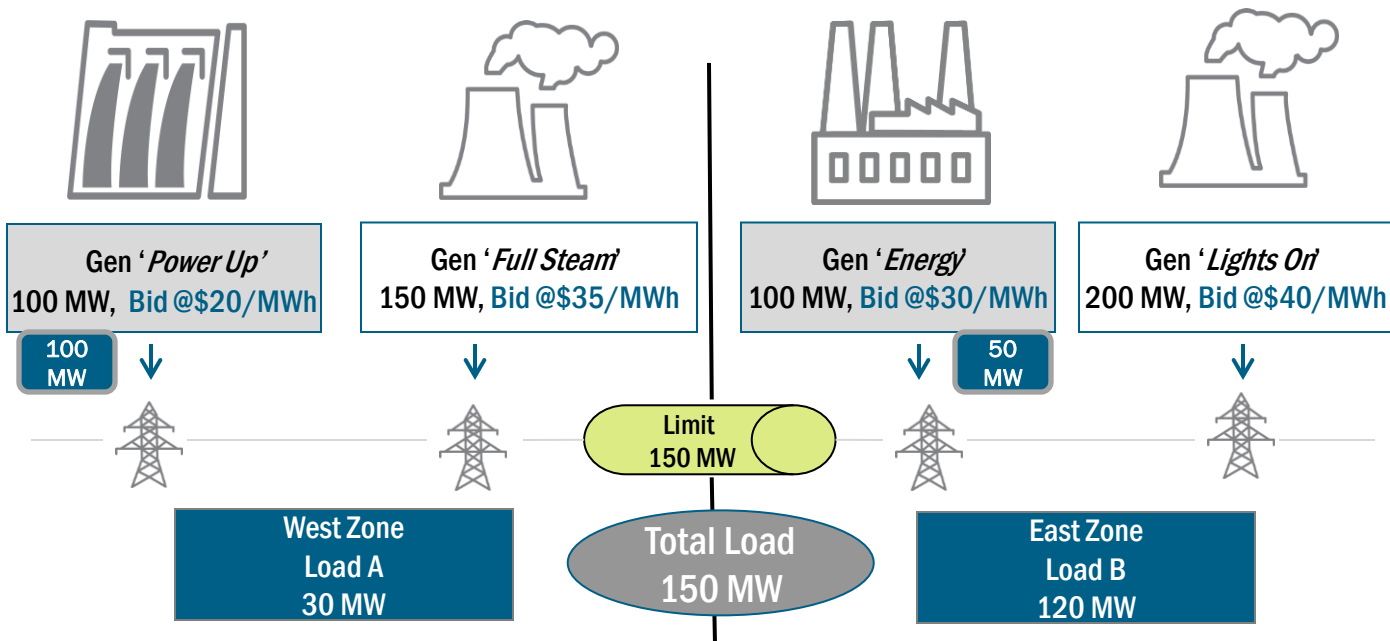 Gen ‘Power Up’
100 MW, Bid @$20/MWh
100
MW
Gen ‘Full Steam’
150 MW, Bid @$35/MWh
Gen ‘Energy’
100 MW, Bid @$30/MWh
50
MW
Gen ‘Lights On’
200 MW, Bid @$40/MWh
Limit
150 MW
West Zone
Load A
30 MW
Total Load
150 MW
East Zone
Load B
120 MW